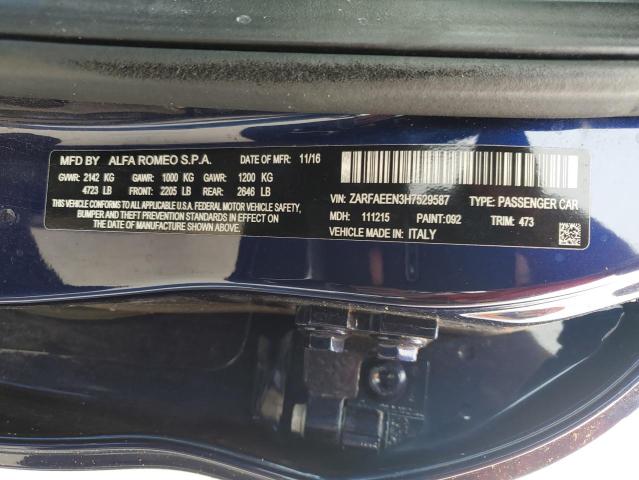 MFD BY ALFA ROMEO S.P.A. DATE OF MFR: 11/16
GVWR: 2142 KG GAWR: 1000 KG GAWR: 1200 KG
4723 LB FRONT: 2205 LB REAR: 2646 LB
THIS VEHICLE CONFORMS TO ALL APPLICABLE U.S.A. FEDERAL MOTOR VEHICLE SAFETY,
BUMPER AND THEFT PREVENTION STANDARDS IN EFFECT ON
THE DATE OF MANUFACTURE SHOWN ABOVE.
VIN: ZARFAEEN3H7529587 TYPE: PASSENGER CAR
MDH: 111215 PAINT: 092 TRIM: 473
VEHICLE MADE IN: ITALY